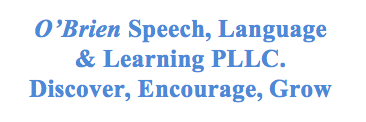 O’Brien Speech, Language
& Learning PLLC.
Discover, Encourage, Grow